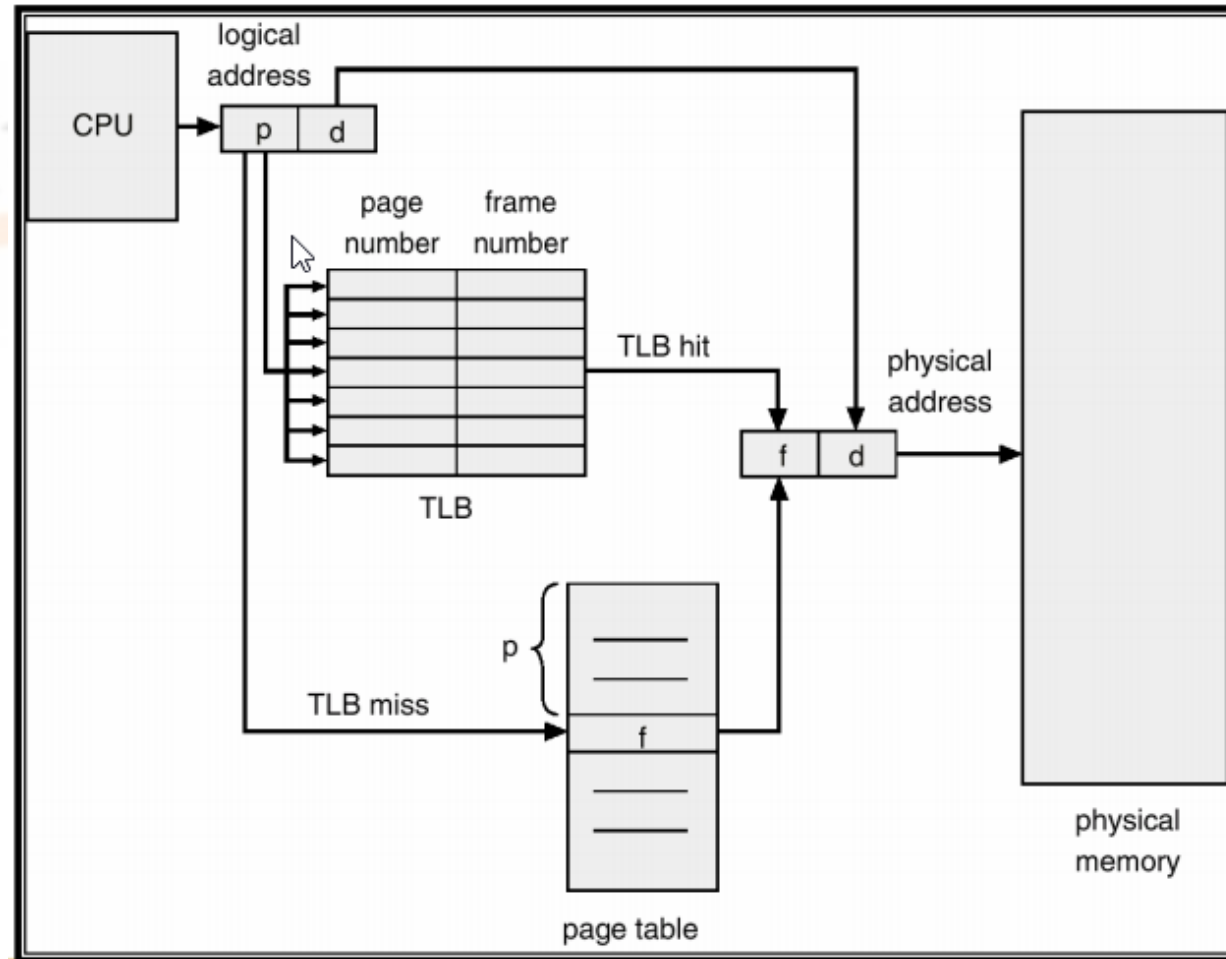 logical
address
CPU
p
d
page
number
frame
number
TLB hit
physical
address
f
d
TLB
p
TLB miss
f
physical
memory
page table